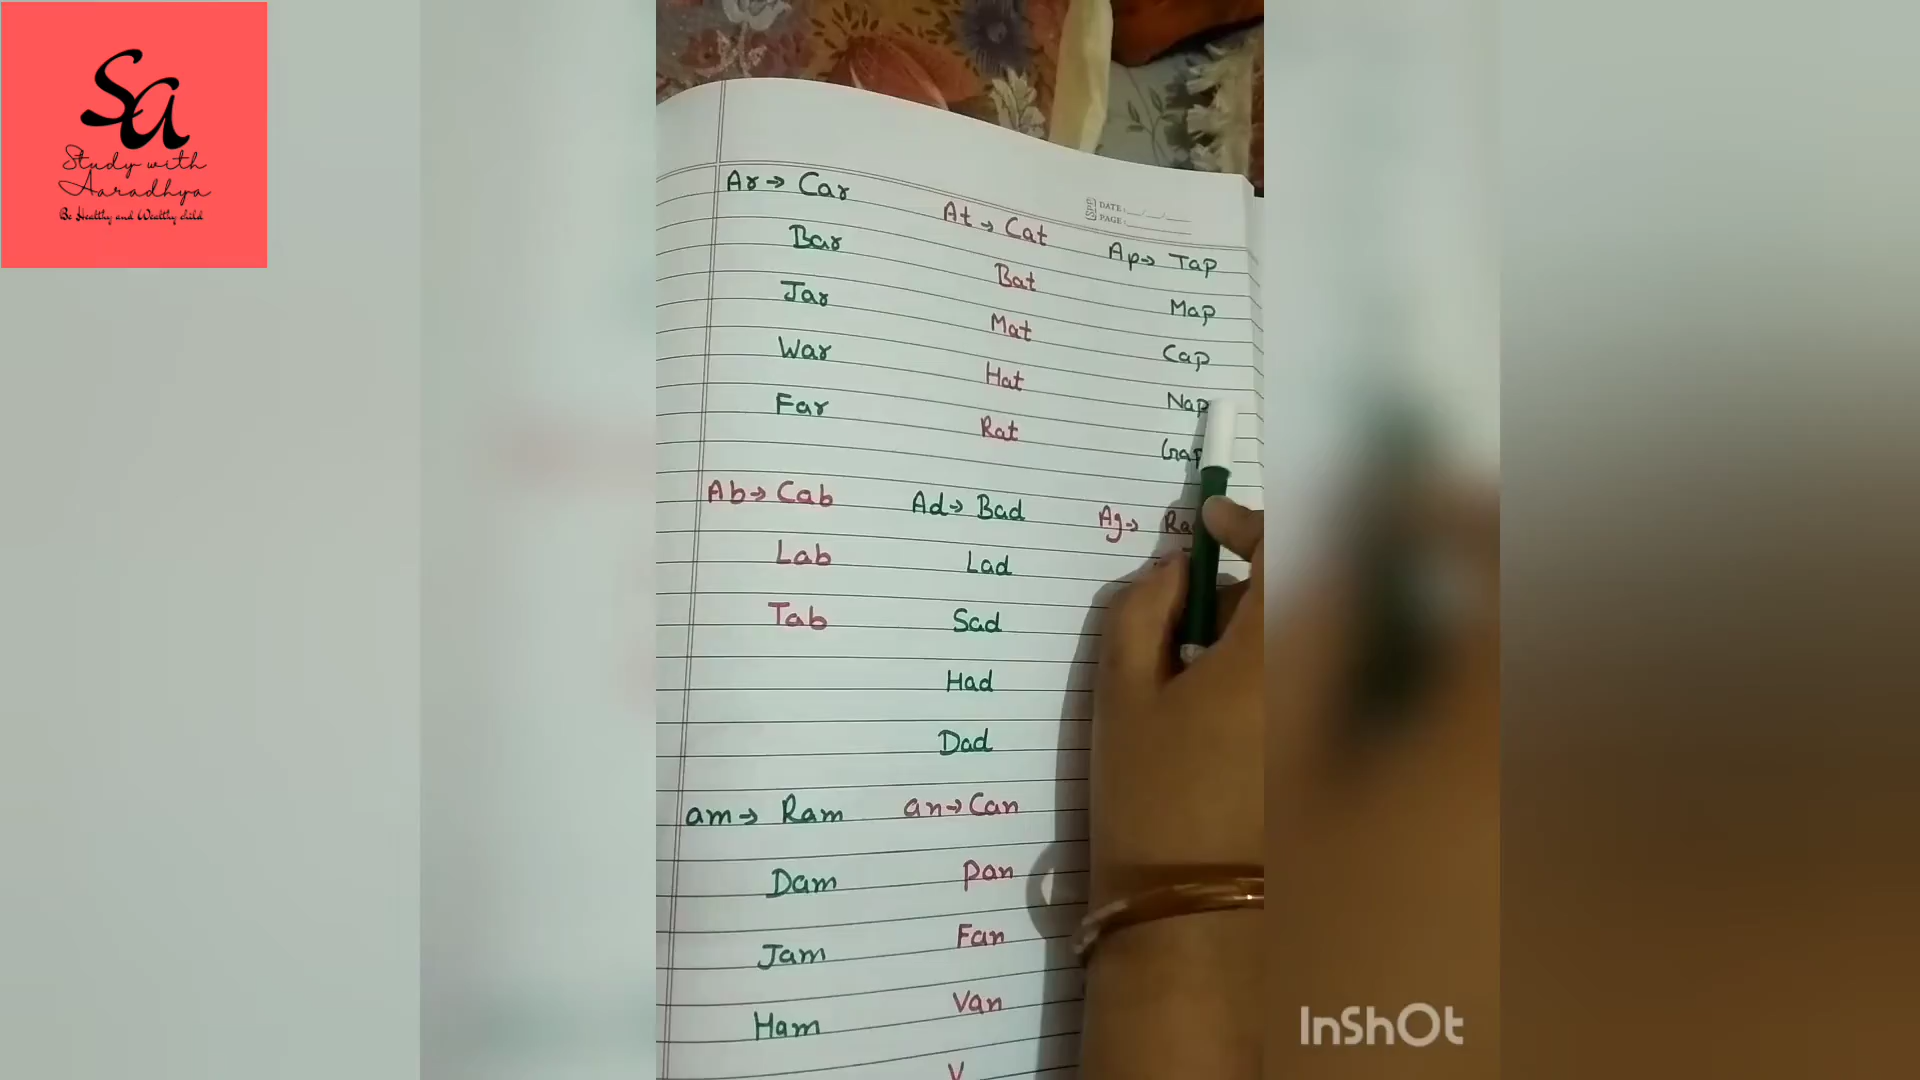 Sa
Study with
Aaradhya
Be Healthy and Wealthy child
DATE :
PAGE :
Ar → Car
Bar
Jar
War
Far
At → Cat
Bat
Mat
Hat
Rat
Ap → Tap
Map
Cap
Nap
Gap
Ab → Cab
Lab
Tab
Ad → Bad
Lad
Sad
Had
Dad
Ag →
am → Ram
Dam
Jam
Ham
an → Can
Pan
Fan
Van
InShOt